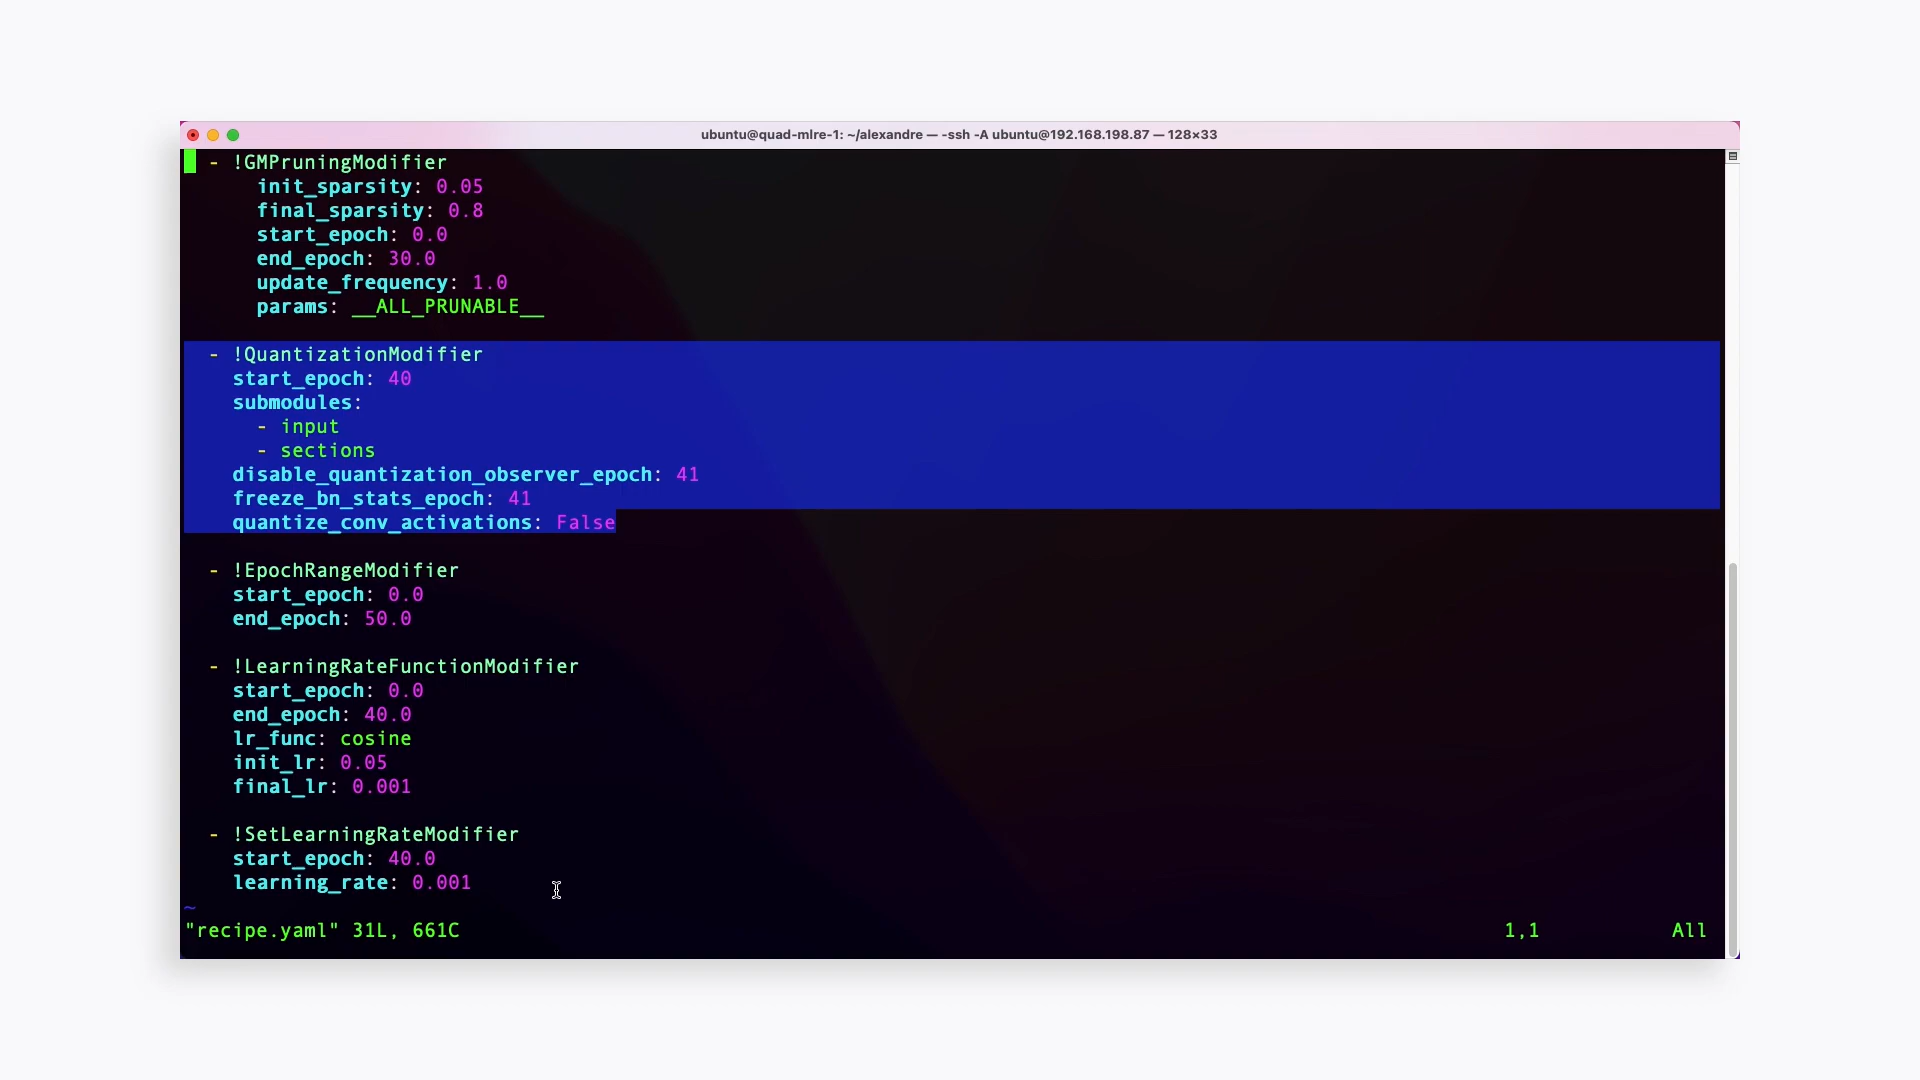 ubuntu@quad-mlre-1: ~/alexandre — -ssh -A ubuntu@192.168.198.87 — 128×33
- !GMPruningModifier
init_sparsity: 0.05
final_sparsity: 0.8
start_epoch: 0.0
end_epoch: 30.0
update_frequency: 1.0
params: __ALL_PRUNABLE__
- !QuantizationModifier
start_epoch: 40
submodules:
- input
- sections
disable_quantization_observer_epoch: 41
freeze_bn_stats_epoch: 41
quantize_conv_activations: False
- !EpochRangeModifier
start_epoch: 0.0
end_epoch: 50.0
- !LearningRateFunctionModifier
start_epoch: 0.0
end_epoch: 40.0
lr_func: cosine
init_lr: 0.05
final_lr: 0.001
- !SetLearningRateModifier
start_epoch: 40.0
learning_rate: 0.001
~
"recipe.yaml" 31L, 661C 1,1 All